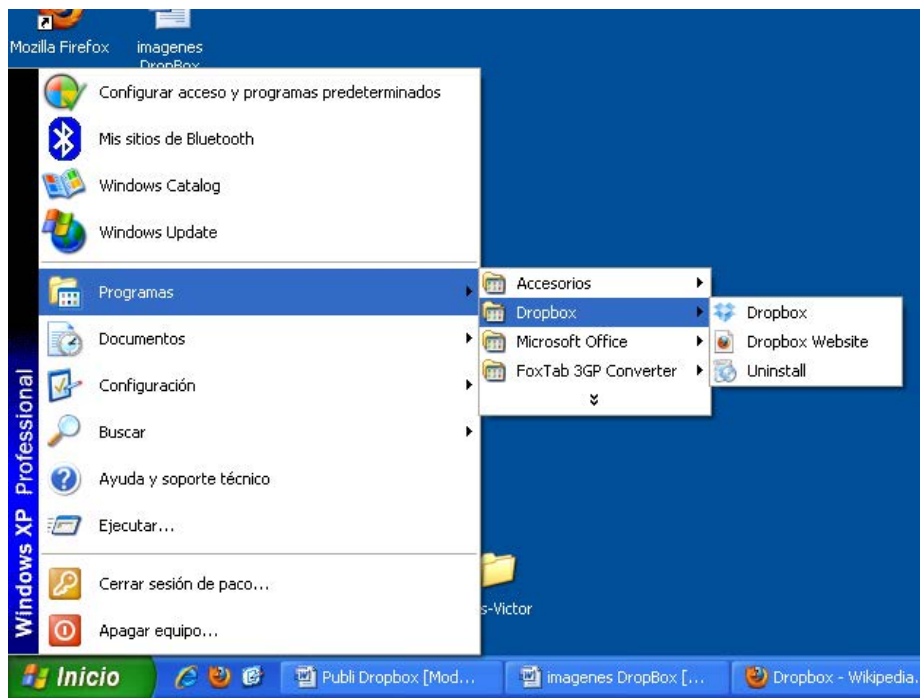 Mozilla Firefox
imagenes
DropBox
Configurar acceso y programas predeterminados
Mis sitios de Bluetooth
Windows Catalog
Windows Update
Programas
Documentos
Configuración
Buscar
Ayuda y soporte técnico
Ejecutar...
Cerrar sesión de paco...
Apagar equipo...
Windows XP Professional
Accesorios
Dropbox
Microsoft Office
FoxTab 3GP Converter
Dropbox
Dropbox Website
Uninstall
s-Victor
Inicio
Publi Dropbox [Mod...
imagenes DropBox [...
Dropbox - Wikipedia.